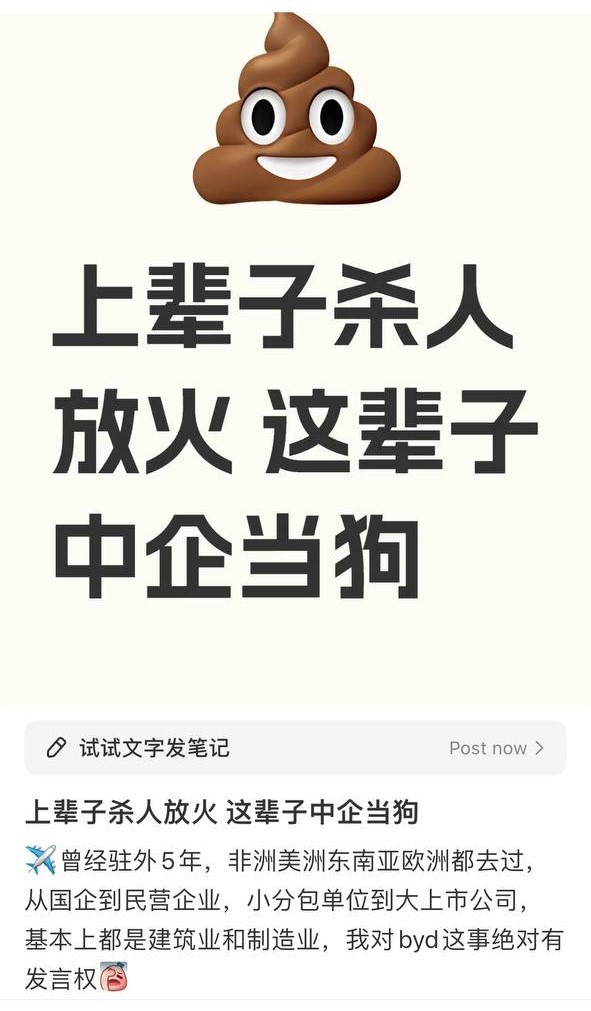 上辈子杀人
放火 这辈子
中企当狗
试试文字发笔记
Post now
上辈子杀人放火 这辈子中企当狗
✈️曾经驻外5年，非洲美洲东南亚欧洲都去过，
从国企到民营企业，小分包单位到大上市公司，
基本上都是建筑业和制造业，我对byd这事绝对有
发言权